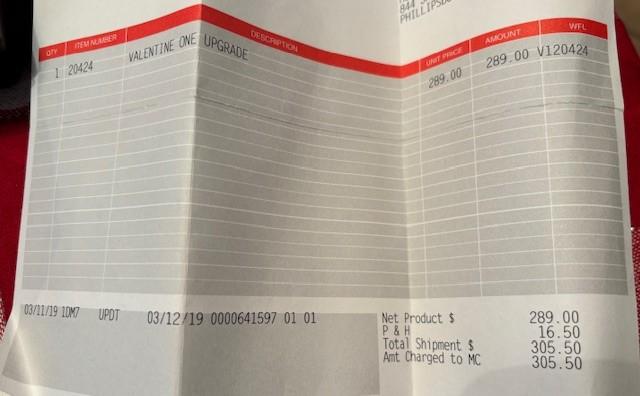 844
PHILLIPSBU
QTY ITEM NUMBER DESCRIPTION UNIT PRICE AMOUNT WFL
1 20424 VALENTINE ONE UPGRADE 289.00 289.00 V120424
03/11/19 1DM7 UPDT 03/12/19 0000641597 01 01
Net Product $ 289.00
P & H 16.50
Total Shipment $ 305.50
Amt Charged to MC 305.50